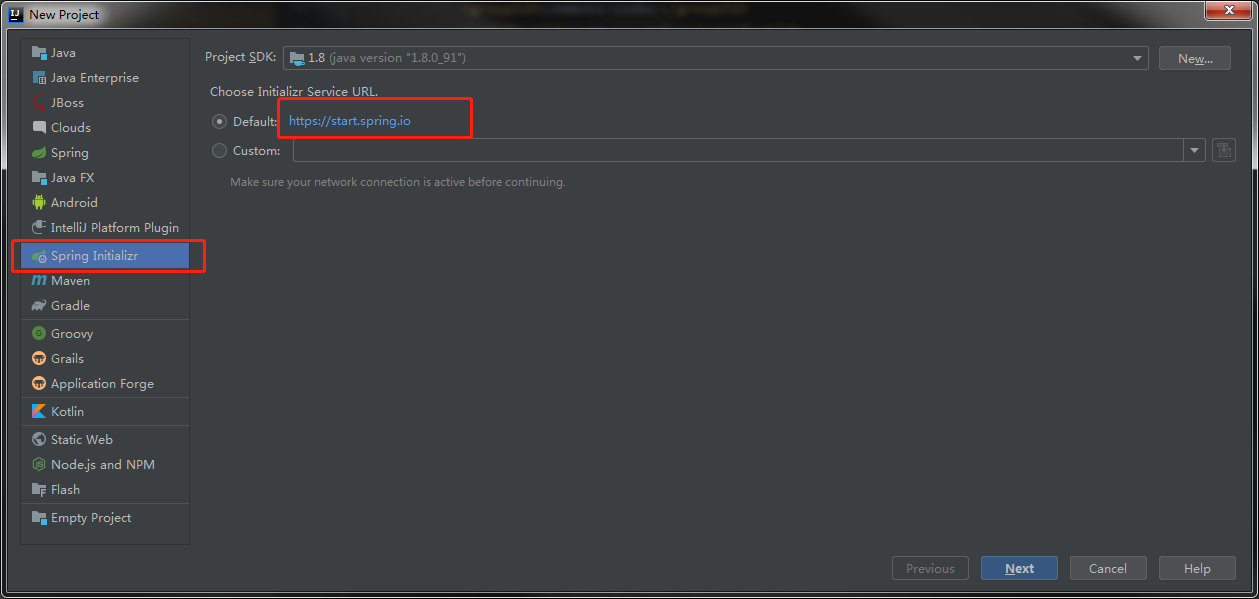 New Project
Java
Java Enterprise
JBoss
Clouds
Spring
Java FX
Android
IntelliJ Platform Plugin
Spring Initializr
Maven
Gradle
Groovy
Grails
Application Forge
Kotlin
Static Web
Node.js and NPM
Flash
Empty Project
Project SDK: 1.8 (java version "1.8.0_91") New...
Choose Initializr Service URL.
Default: https://start.spring.io
Custom:
Make sure your network connection is active before continuing.
Previous Next Cancel Help